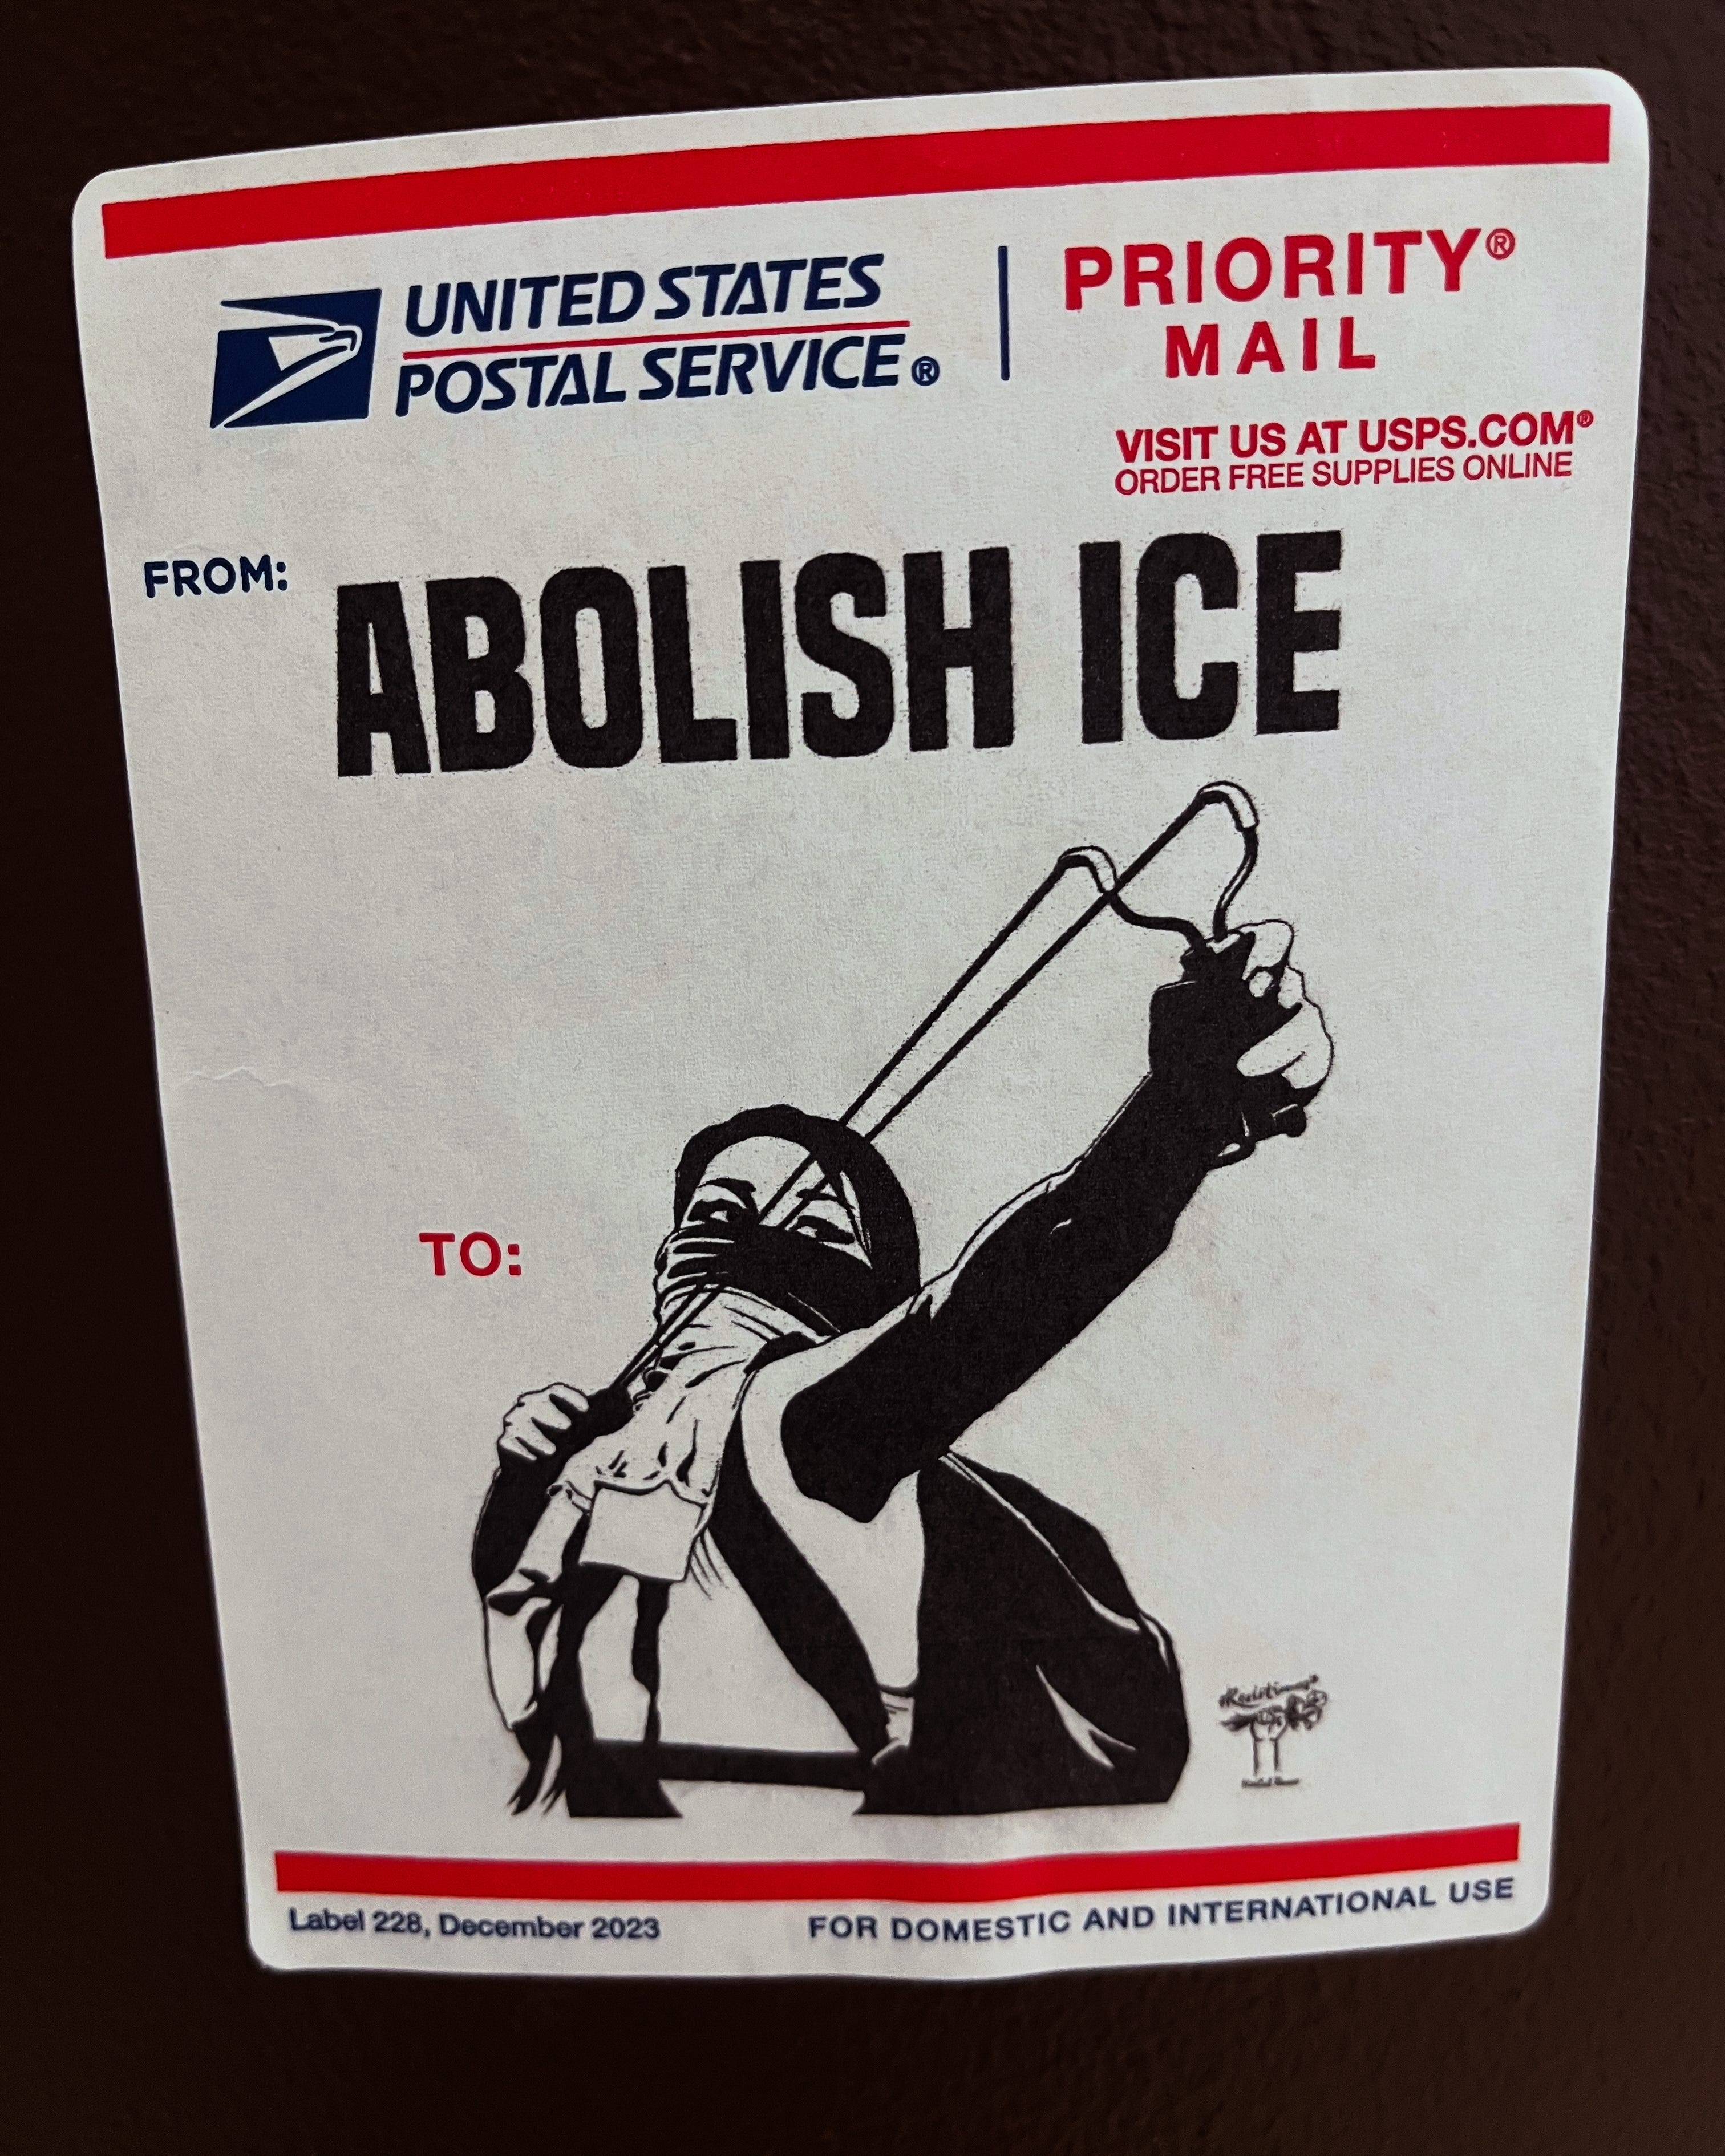 UNITED STATES
POSTAL SERVICE®
PRIORITY®
MAIL
VISIT US AT USPS.COM®
ORDER FREE SUPPLIES ONLINE
FROM:
ABOLISH ICE
TO:
Label 228, December 2023
FOR DOMESTIC AND INTERNATIONAL USE